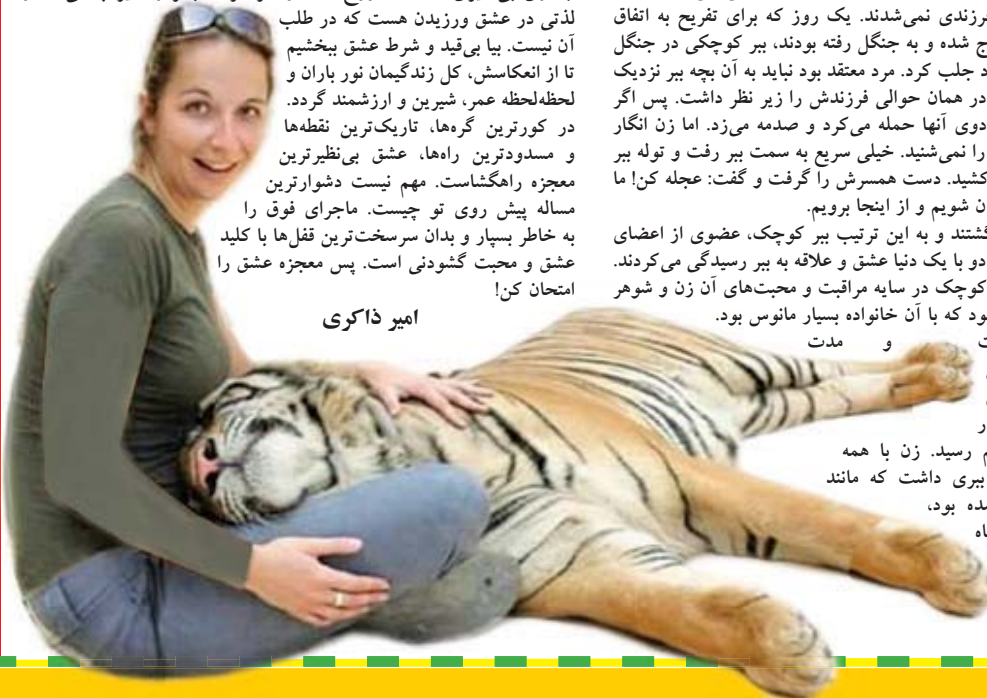 فرزندی نمی‌شدند. یک روز که برای تفریح به اتفاق
شده و به جنگل رفته بودند، ببر کوچکی در جنگل
جلب کرد. مرد معتقد بود نباید به آن بچه ببر نزدیک
در همان حوالی فرزندش را زیر نظر داشت. پس اگر
دوی آنها حمله می‌کرد و صدمه می‌زد. اما زن انگار
را نمی‌شنید. خیلی سریع به سمت ببر رفت و توله ببر
کشید. دست همسرش را گرفت و گفت: عجله کن! ما
شویم و از اینجا برویم.
گشتند و به این ترتیب ببر کوچک، عضوی از اعضای
دو با یک دنیا عشق و علاقه به ببر رسیدگی می‌کردند.
کوچک در سایه مراقبت و محبت‌های آن زن و شوهر
که با آن خانواده بسیار مانوس بود.
و مدت
رسید. زن با همه
ببری داشت که مانند
بود،
لذتی در عشق ورزیدن هست که در طلب
آن نیست. بیا بی‌قید و شرط عشق ببخشیم
تا از انعکاسش، کل زندگیمان نور باران و
لحظه‌لحظه عمر، شیرین و ارزشمند گردد.
در کورترین گره‌ها، تاریک‌ترین نقطه‌ها
و مسدودترین راه‌ها، عشق بی‌نظیرترین
معجزه راهگشاست. مهم نیست دشوارترین
مساله پیش روی تو چیست. ماجرای فوق را
به خاطر بسپار و بدان سرسخت‌ترین قفل‌ها با کلید
عشق و محبت گشودنی است. پس معجزه عشق را
امتحان کن!
امیر ذاکری